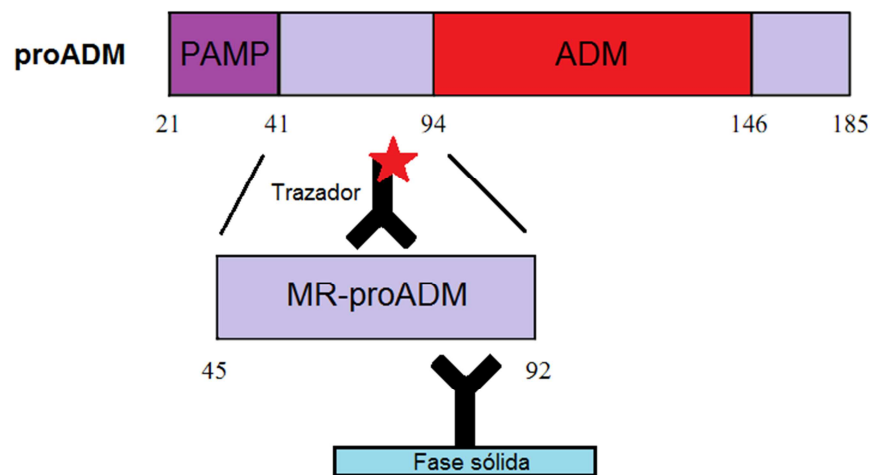 proADM PAMP ADM
21 41 94 146 185
Trazador
MR-proADM
45 92
Fase sólida